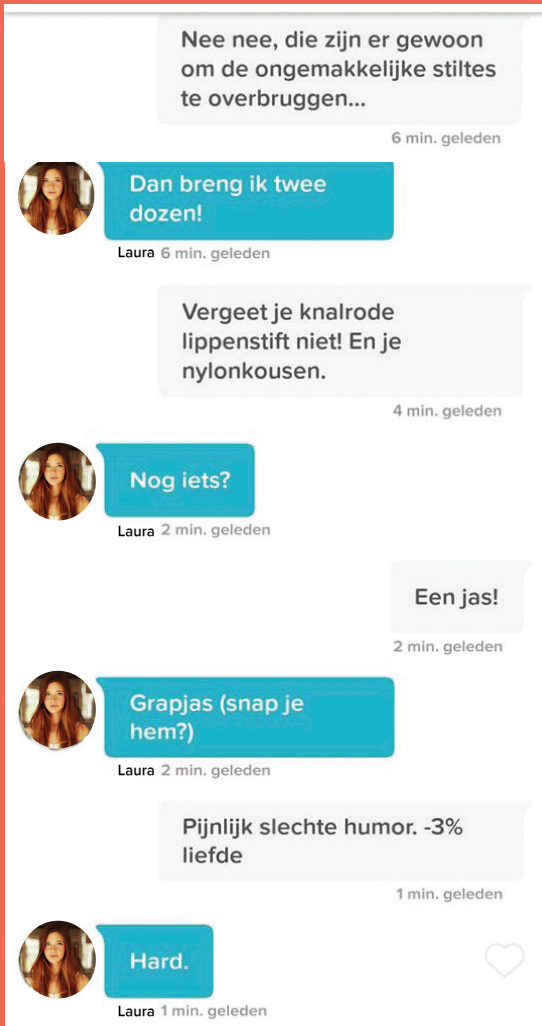 Nee nee, die zijn er gewoon
om de ongemakkelijke stiltes
te overbruggen...
6 min. geleden
Dan breng ik twee
dozen!
Laura 6 min. geleden
Vergeet je knalrode
lippenstift niet! En je
nylonkousen.
4 min. geleden
Nog iets?
Laura 2 min. geleden
Een jas!
2 min. geleden
Grapjas (snap je
hem?)
Laura 2 min. geleden
Pijnlijk slechte humor. -3%
liefde
1 min. geleden
Hard.
Laura 1 min. geleden